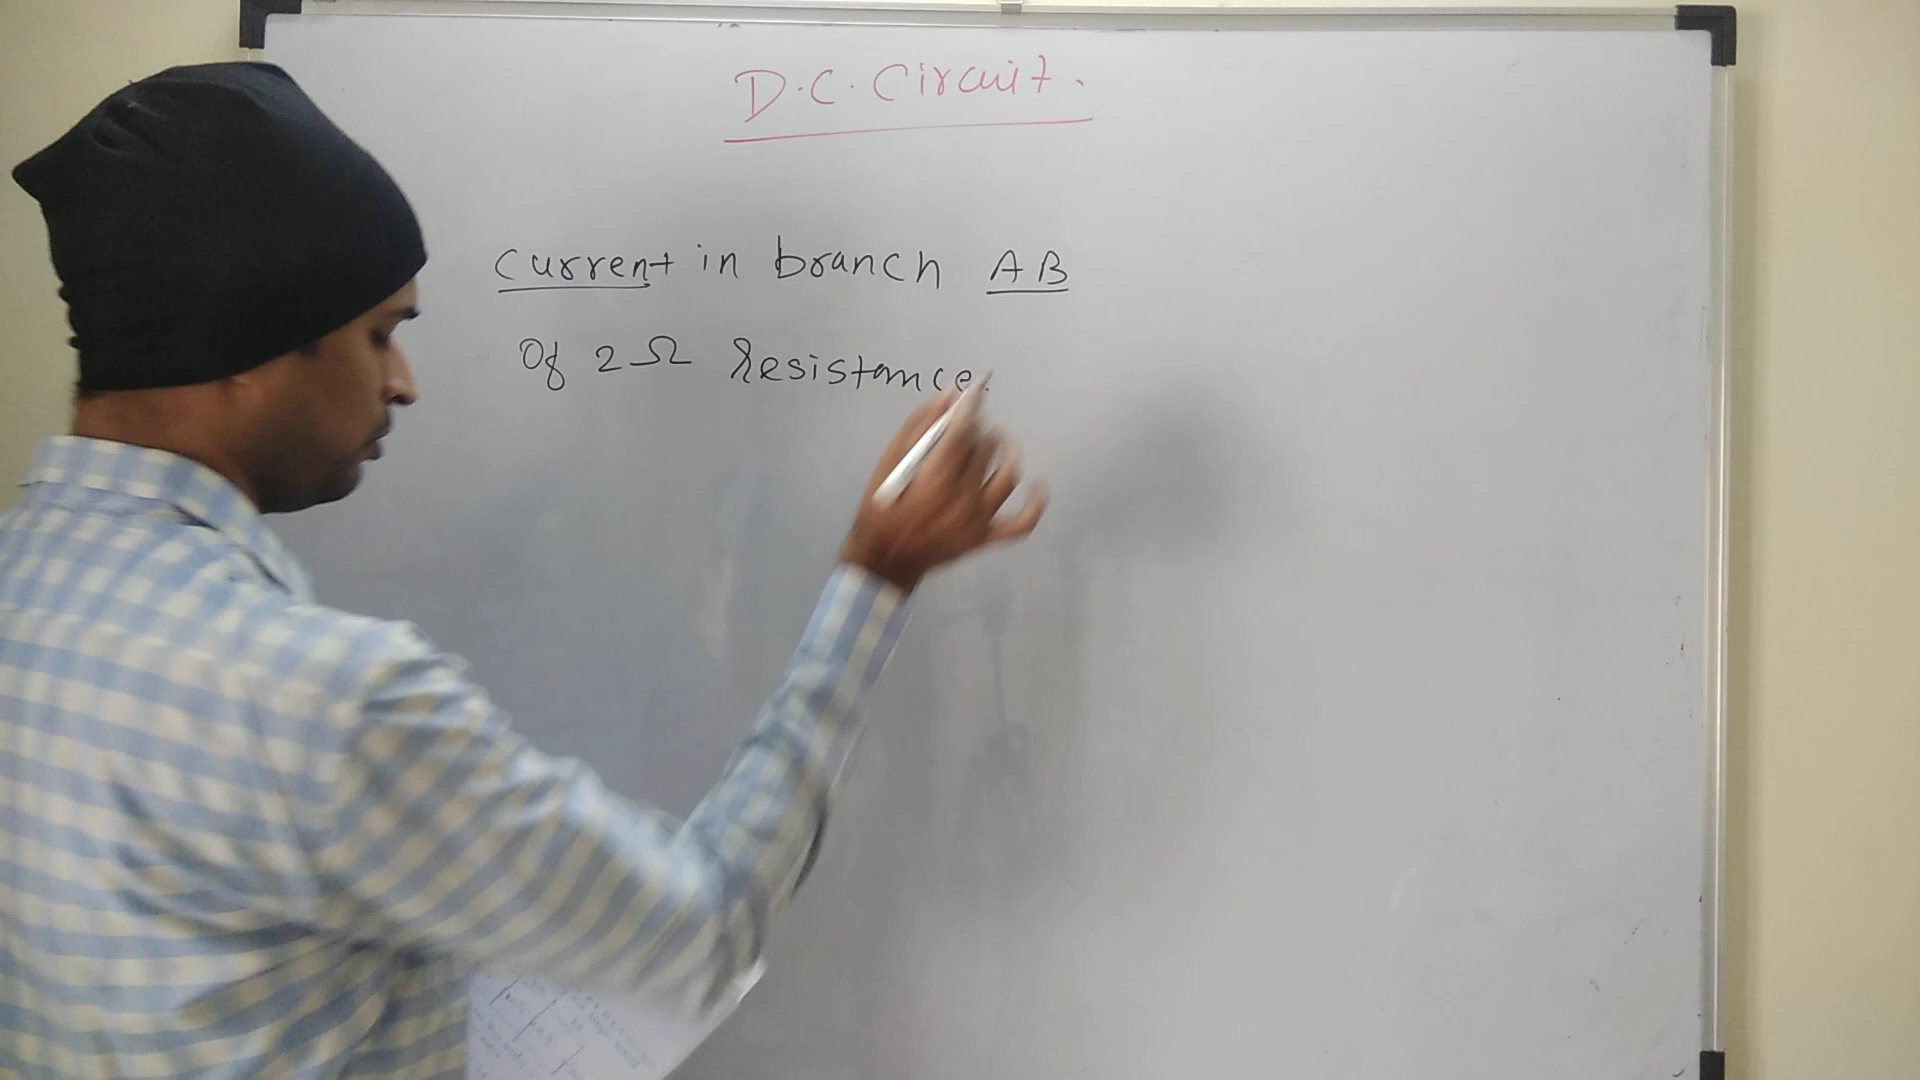 D.C. Circuit.
Current in branch AB
Of 2Ω Resistance.